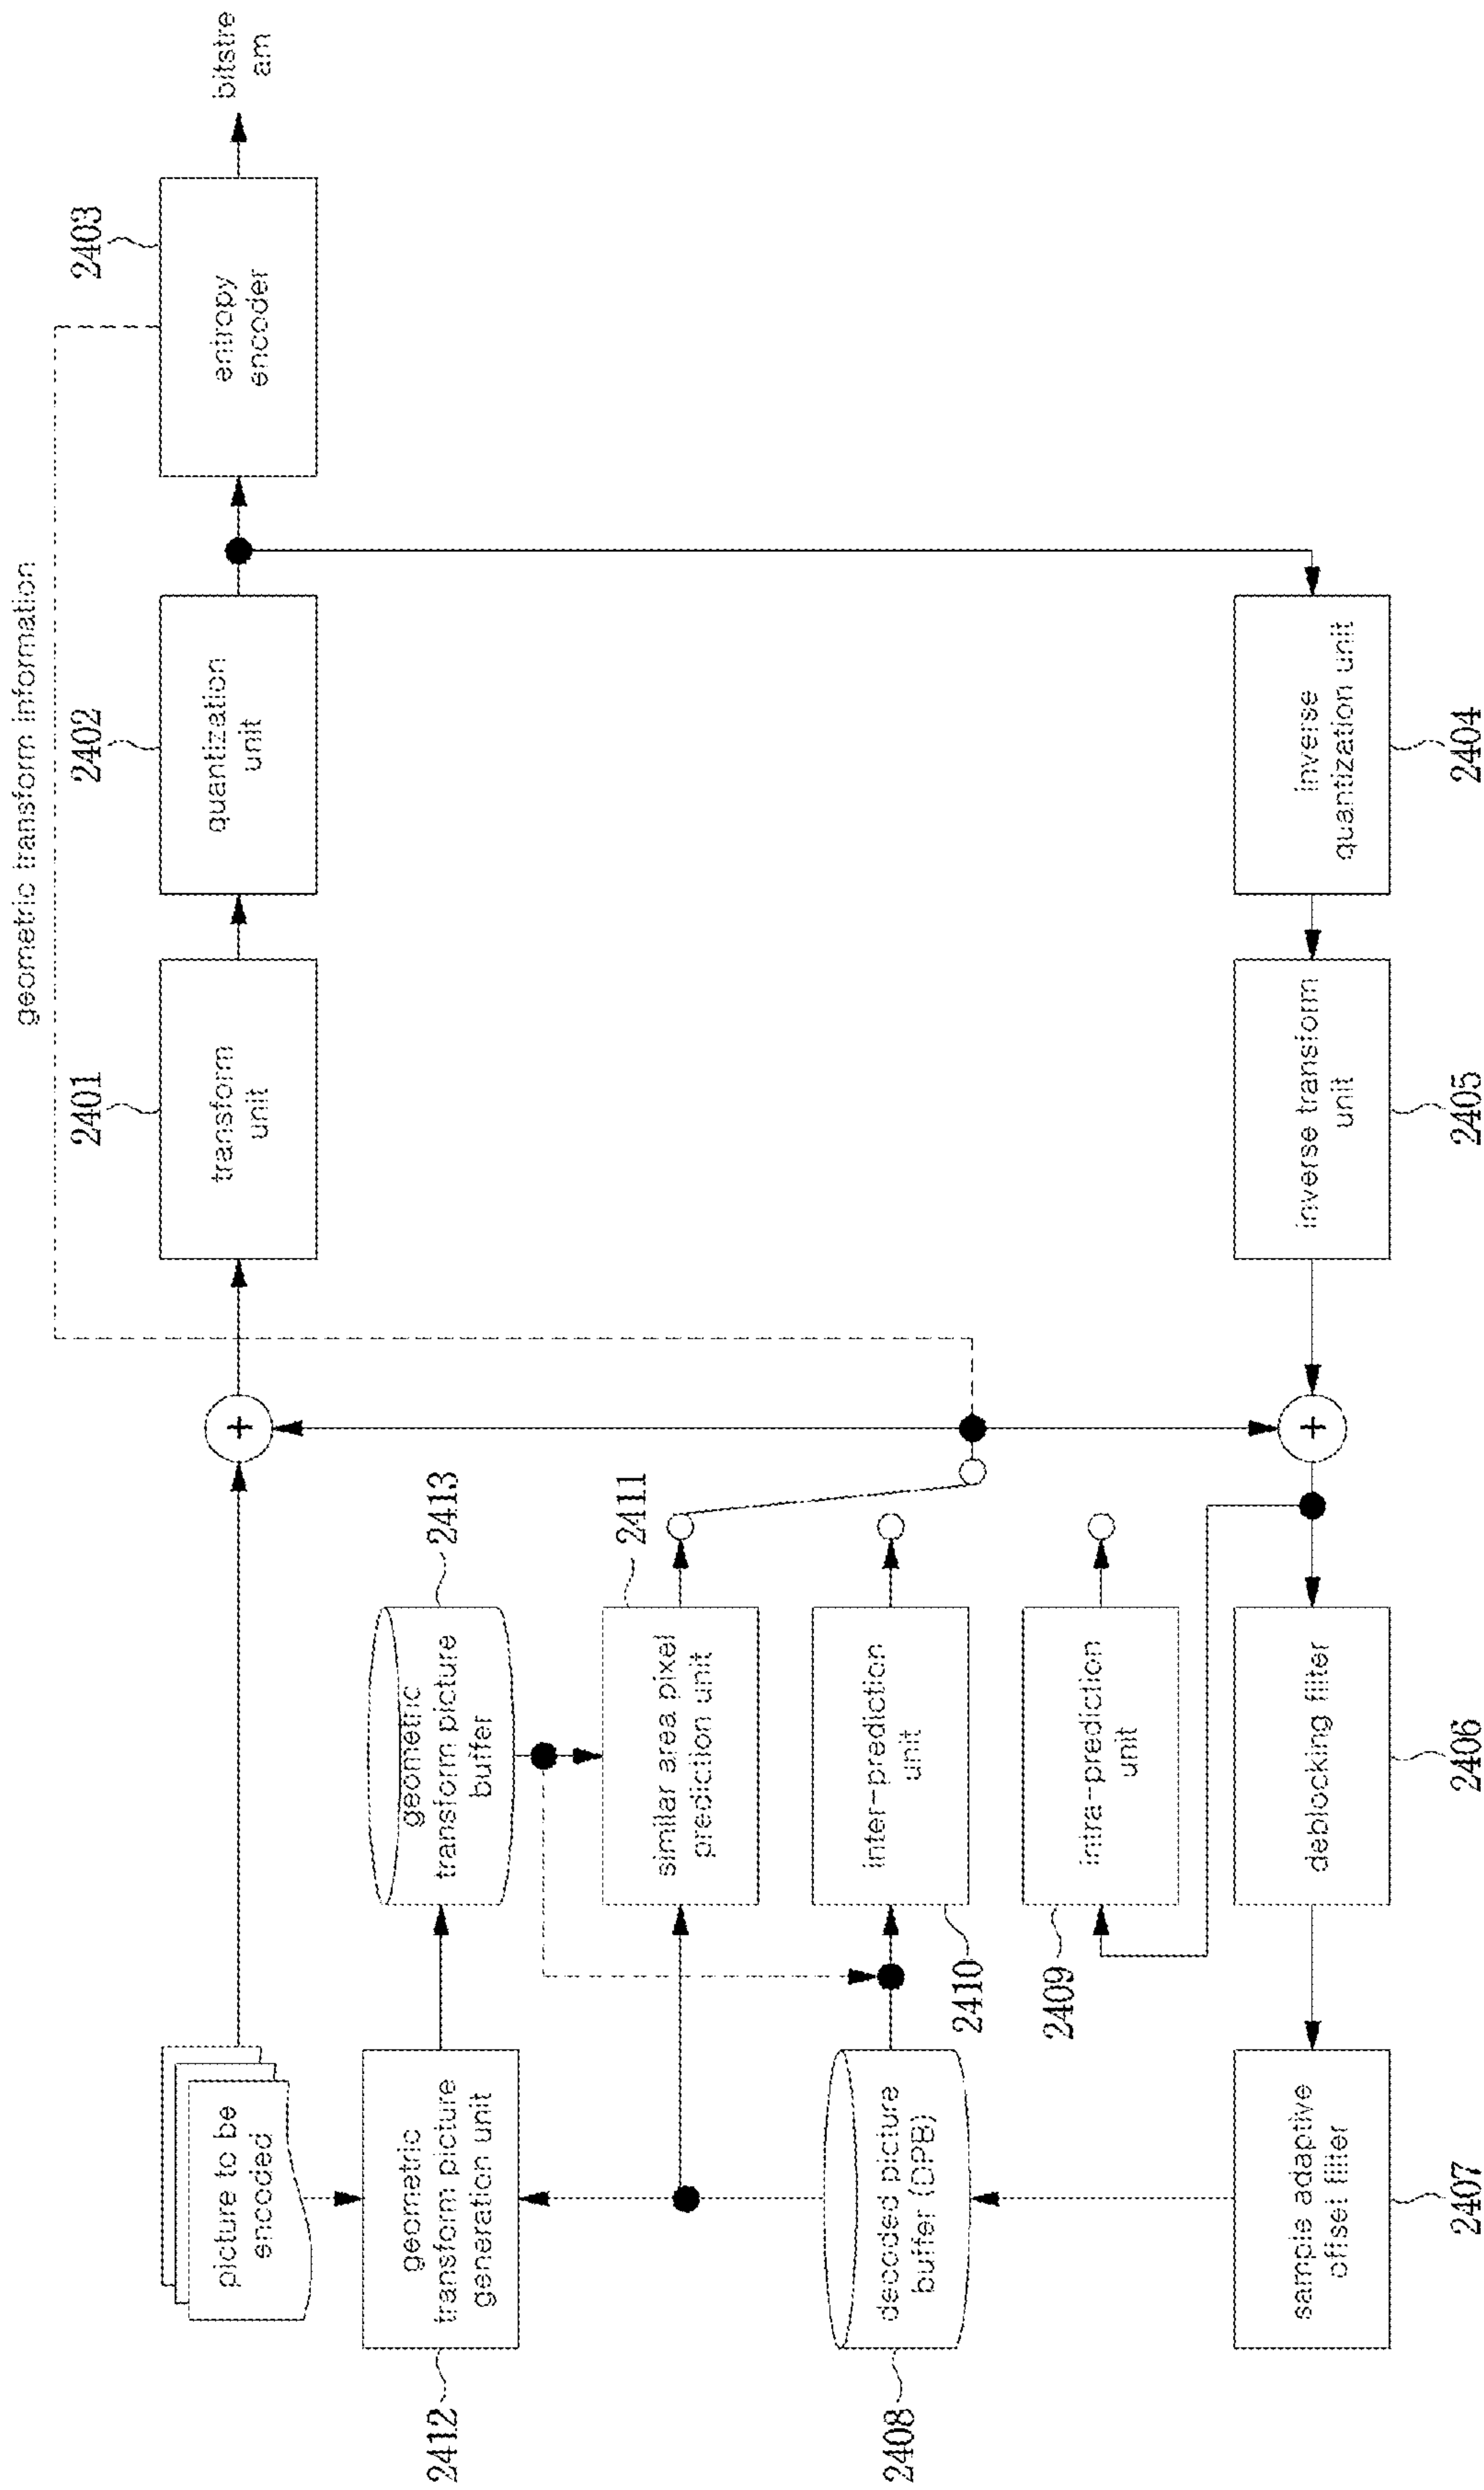 geometric transform information
2401
transform
unit
2402
quantization
unit
2403
entropy
encoder
bitstre
am
picture to be
encoded
2412
geometric
transform picture
generation unit
geometric
transform picture
buffer
2413
similar area pixel
prediction unit
2411
+
2408
decoded picture
buffer (DPB)
inter-prediction
unit
2410
intra-prediction
unit
2409
sample adaptive
offset filter
2407
deblocking filter
2406
+
inverse transform
unit
2405
inverse
quantization unit
2404